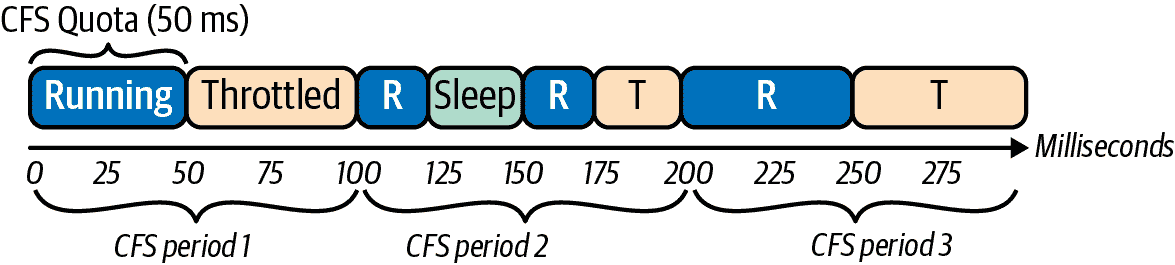 CFS Quota (50 ms)
Running Throttled R Sleep R T R T
Milliseconds
0 25 50 75 100 125 150 175 200 225 250 275
CFS period 1 CFS period 2 CFS period 3